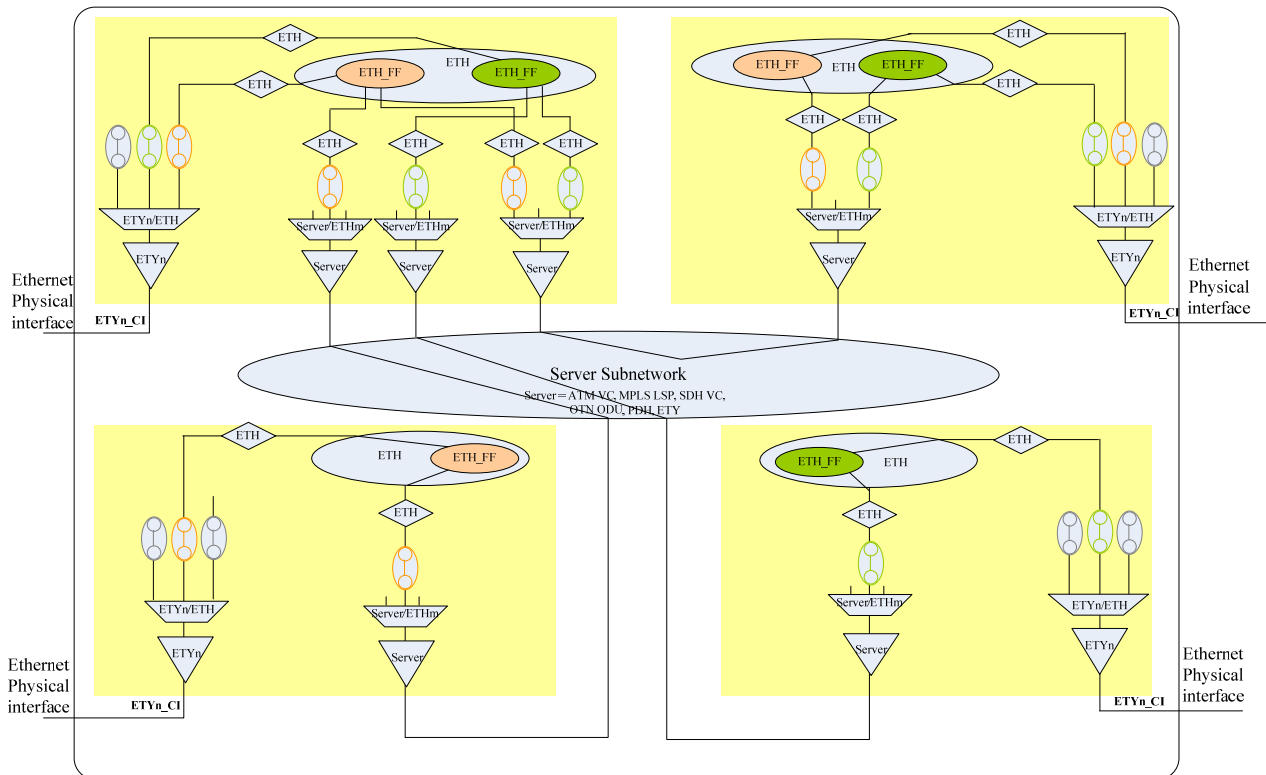 ETH
ETH
ETH_FF
ETH_FF
ETH
ETH
ETH
ETH
ETH
ETYn/ETH
Server/ETHm
Server/ETHm
Server/ETHm
ETYn
Server
Server
Server
Ethernet
Physical
interface
ETYn_CI
ETH
ETH_FF
ETH
ETH_FF
ETH
ETH
ETH
Server/ETHm
ETYn/ETH
Server
ETYn
Ethernet
Physical
interface
ETYn_CI
Server Subnetwork
Server=ATM VC, MPLS LSP, SDH VC,
OTN ODU, PDH, ETY
ETH
ETH
ETH_FF
ETH
ETYn/ETH
Server/ETHm
ETYn
Server
Ethernet
Physical
interface
ETYn_CI
ETH
ETH_FF
ETH
ETH
Server/ETHm
ETYn/ETH
Server
ETYn
Ethernet
Physical
interface
ETYn_CI